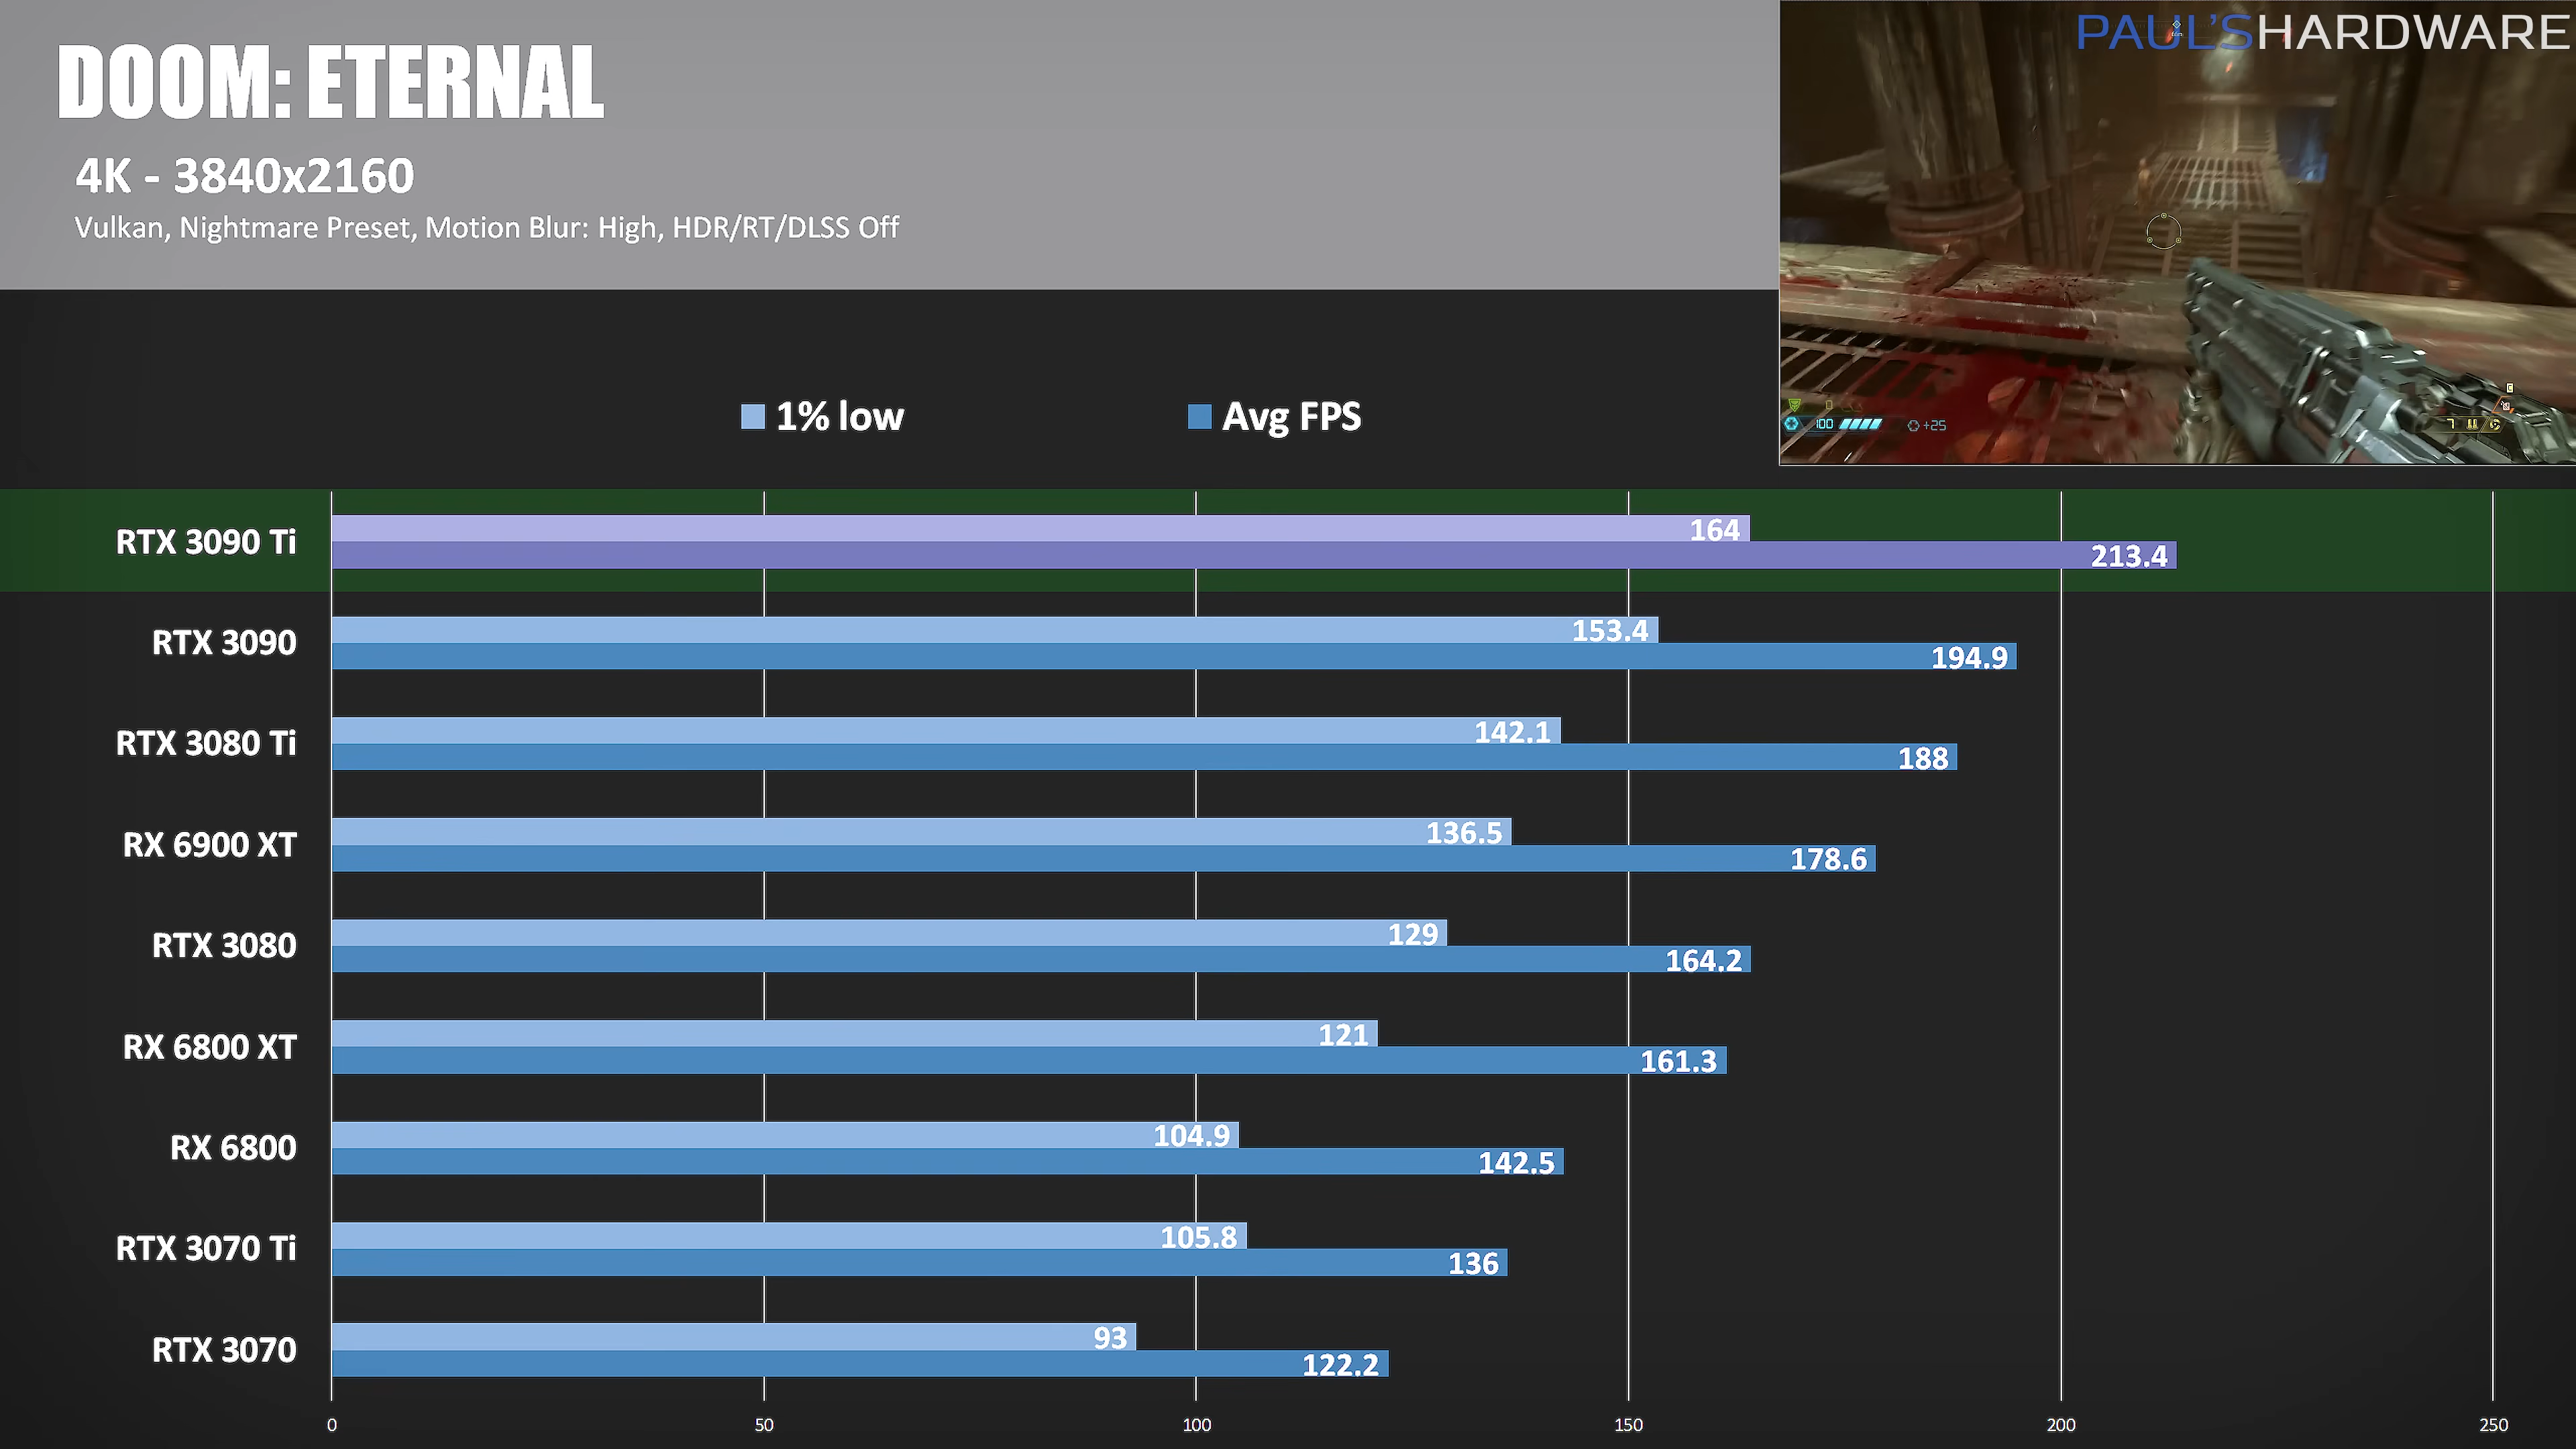 PAUL'SHARDWARE
DOOM: ETERNAL
4K - 3840x2160
Vulkan, Nightmare Preset, Motion Blur: High, HDR/RT/DLSS Off
100
+25
7
1% low
Avg FPS
RTX 3090 Ti
164
213.4
RTX 3090
153.4
194.9
RTX 3080 Ti
142.1
188
RX 6900 XT
136.5
178.6
RTX 3080
129
164.2
RX 6800 XT
121
161.3
RX 6800
104.9
142.5
RTX 3070 Ti
105.8
136
RTX 3070
93
122.2
0
50
100
150
200
250